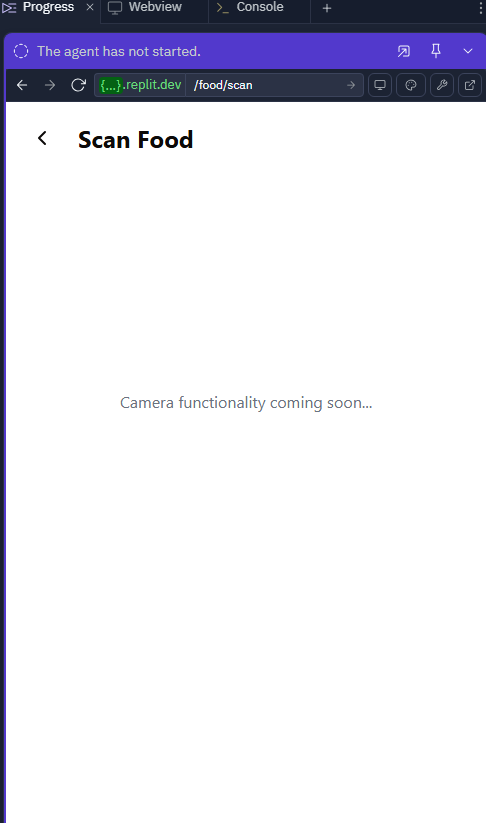 Progress
Webview
Console
The agent has not started.
{...}.replit.dev /food/scan
Scan Food
Camera functionality coming soon...